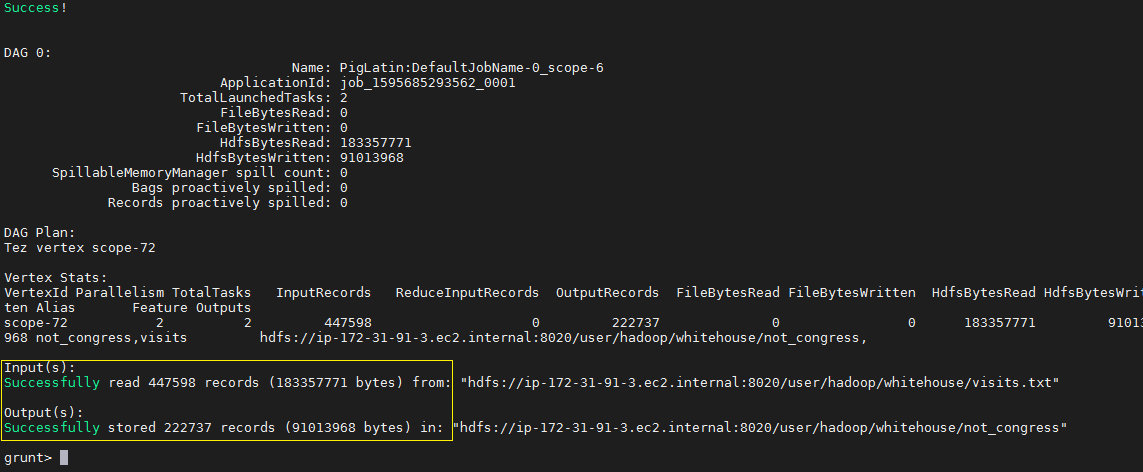 Success!
DAG 0:
Name: PigLatin:DefaultJobName-0_scope-6
ApplicationId: job_1595685293562_0001
TotalLaunchedTasks: 2
FileBytesRead: 0
FileBytesWritten: 0
HdfsBytesRead: 183357771
HdfsBytesWritten: 91013968
SpillableMemoryManager spill count: 0
Bags proactively spilled: 0
Records proactively spilled: 0
DAG Plan:
Tez vertex scope-72
Vertex Stats:
VertexId Parallelism TotalTasks InputRecords ReduceInputRecords OutputRecords FileBytesRead FileBytesWritten HdfsBytesRead HdfsBytesWrit
ten Alias Feature Outputs
scope-72 2 2 447598 0 222737 0 0 183357771 91013
968 not_congress,visits hdfs://ip-172-31-91-3.ec2.internal:8020/user/hadoop/whitehouse/not_congress,
Input(s):
Successfully read 447598 records (183357771 bytes) from: "hdfs://ip-172-31-91-3.ec2.internal:8020/user/hadoop/whitehouse/visits.txt"
Output(s):
Successfully stored 222737 records (91013968 bytes) in: "hdfs://ip-172-31-91-3.ec2.internal:8020/user/hadoop/whitehouse/not_congress"
grunt>